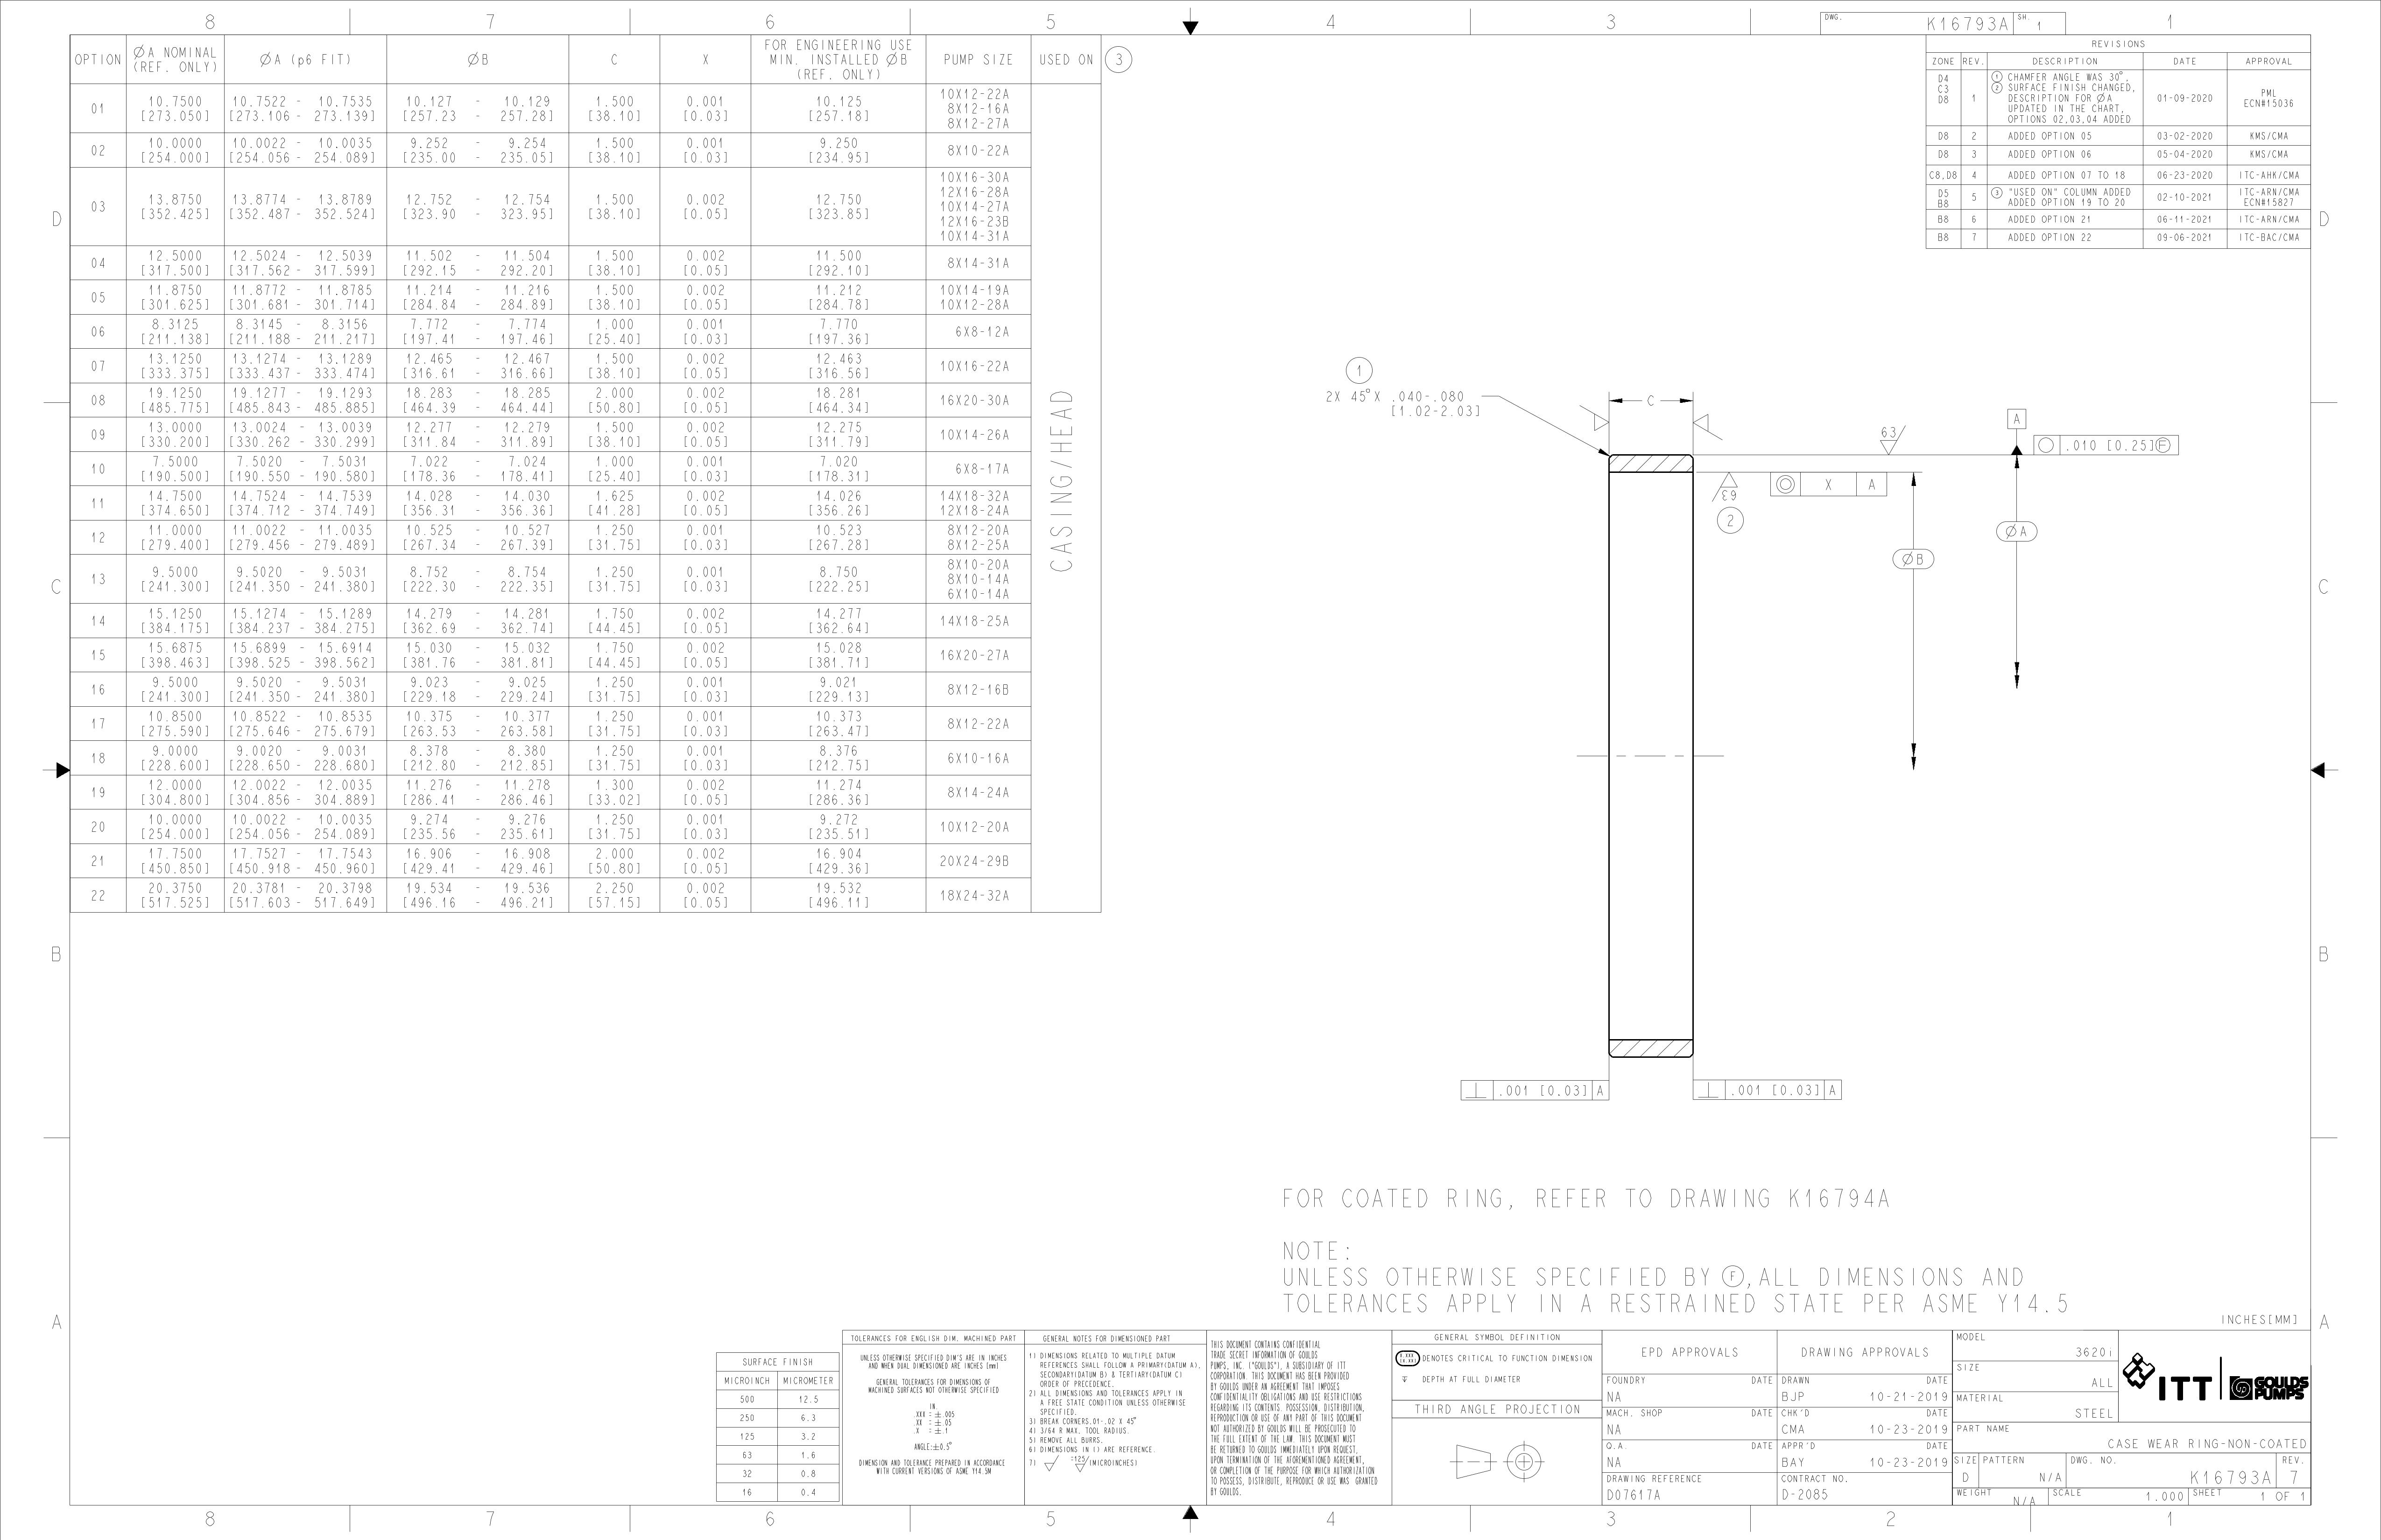 8 7 6 5 4 3 1
DWG. K16793A SH. 1
OPTION ØA NOMINAL (REF. ONLY) ØA (p6 FIT) ØB C X FOR ENGINEERING USE MIN. INSTALLED ØB (REF. ONLY) PUMP SIZE USED ON 3
01 10.7500 [273.050] 10.7522 - 10.7535 [273.106 - 273.139] 10.127 - 10.129 [257.23 - 257.28] 1.500 [38.10] 0.001 [0.03] 10.125 [257.18] 10X12-22A 8X12-16A 8X12-27A
02 10.0000 [254.000] 10.0022 - 10.0035 [254.056 - 254.089] 9.252 - 9.254 [235.00 - 235.05] 1.500 [38.10] 0.001 [0.03] 9.250 [234.95] 8X10-22A
03 13.8750 [352.425] 13.8774 - 13.8789 [352.487 - 352.524] 12.752 - 12.754 [323.90 - 323.95] 1.500 [38.10] 0.002 [0.05] 12.750 [323.85] 10X16-30A 12X16-28A 10X14-27A 12X16-23B 10X14-31A
04 12.5000 [317.500] 12.5024 - 12.5039 [317.562 - 317.599] 11.502 - 11.504 [292.15 - 292.20] 1.500 [38.10] 0.002 [0.05] 11.500 [292.10] 8X14-31A
05 11.8750 [301.625] 11.8772 - 11.8785 [301.681 - 301.714] 11.214 - 11.216 [284.84 - 284.89] 1.500 [38.10] 0.002 [0.05] 11.212 [284.78] 10X14-19A 10X12-28A
06 8.3125 [211.138] 8.3145 - 8.3156 [211.188 - 211.217] 7.772 - 7.774 [197.41 - 197.46] 1.000 [25.40] 0.001 [0.03] 7.770 [197.36] 6X8-12A
07 13.1250 [333.375] 13.1274 - 13.1289 [333.437 - 333.474] 12.465 - 12.467 [316.61 - 316.66] 1.500 [38.10] 0.002 [0.05] 12.463 [316.56] 10X16-22A
08 19.1250 [485.775] 19.1277 - 19.1293 [485.843 - 485.885] 18.283 - 18.285 [464.39 - 464.44] 2.000 [50.80] 0.002 [0.05] 18.281 [464.34] 16X20-30A
09 13.0000 [330.200] 13.0024 - 13.0039 [330.262 - 330.299] 12.277 - 12.279 [311.84 - 311.89] 1.500 [38.10] 0.002 [0.05] 12.275 [311.79] 10X14-26A
10 7.5000 [190.500] 7.5020 - 7.5031 [190.550 - 190.580] 7.022 - 7.024 [178.36 - 178.41] 1.000 [25.40] 0.001 [0.03] 7.020 [178.31] 6X8-17A
11 14.7500 [374.650] 14.7524 - 14.7539 [374.712 - 374.749] 14.028 - 14.030 [356.31 - 356.36] 1.625 [41.28] 0.002 [0.05] 14.026 [356.26] 14X18-32A 12X18-24A
12 11.0000 [279.400] 11.0022 - 11.0035 [279.456 - 279.489] 10.525 - 10.527 [267.34 - 267.39] 1.250 [31.75] 0.001 [0.03] 10.523 [267.28] 8X12-20A 8X12-25A
13 9.5000 [241.300] 9.5020 - 9.5031 [241.350 - 241.380] 8.752 - 8.754 [222.30 - 222.35] 1.250 [31.75] 0.001 [0.03] 8.750 [222.25] 8X10-20A 8X10-14A 6X10-14A
14 15.1250 [384.175] 15.1274 - 15.1289 [384.237 - 384.275] 14.279 - 14.281 [362.69 - 362.74] 1.750 [44.45] 0.002 [0.05] 14.277 [362.64] 14X18-25A
15 15.6875 [398.463] 15.6899 - 15.6914 [398.525 - 398.562] 15.030 - 15.032 [381.76 - 381.81] 1.750 [44.45] 0.002 [0.05] 15.028 [381.71] 16X20-27A
16 9.5000 [241.300] 9.5020 - 9.5031 [241.350 - 241.380] 9.023 - 9.025 [229.18 - 229.24] 1.250 [31.75] 0.001 [0.03] 9.021 [229.13] 8X12-16B
17 10.8500 [275.590] 10.8522 - 10.8535 [275.646 - 275.679] 10.375 - 10.377 [263.53 - 263.58] 1.250 [31.75] 0.001 [0.03] 10.373 [263.47] 8X12-22A
18 9.0000 [228.600] 9.0020 - 9.0031 [228.650 - 228.680] 8.378 - 8.380 [212.80 - 212.85] 1.250 [31.75] 0.001 [0.03] 8.376 [212.75] 6X10-16A
19 12.0000 [304.800] 12.0022 - 12.0035 [304.856 - 304.889] 11.276 - 11.278 [286.41 - 286.46] 1.300 [33.02] 0.002 [0.05] 11.274 [286.36] 8X14-24A
20 10.0000 [254.000] 10.0022 - 10.0035 [254.056 - 254.089] 9.274 - 9.276 [235.56 - 235.61] 1.250 [31.75] 0.001 [0.03] 9.272 [235.51] 10X12-20A
21 17.7500 [450.850] 17.7527 - 17.7543 [450.918 - 450.960] 16.906 - 16.908 [429.41 - 429.46] 2.000 [50.80] 0.002 [0.05] 16.904 [429.36] 20X24-29B
22 20.3750 [517.525] 20.3781 - 20.3798 [517.603 - 517.649] 19.534 - 19.536 [496.16 - 496.21] 2.250 [57.15] 0.002 [0.05] 19.532 [496.11] 18X24-32A
CASING/HEAD
REVISIONS
ZONE REV. DESCRIPTION DATE APPROVAL
D4 C3 D8 1 ① CHAMFER ANGLE WAS 30°,
② SURFACE FINISH CHANGED,
DESCRIPTION FOR ØA
UPDATED IN THE CHART,
OPTIONS 02,03,04 ADDED 01-09-2020 PML ECN#15036
D8 2 ADDED OPTION 05 03-02-2020 KMS/CMA
D8 3 ADDED OPTION 06 05-04-2020 KMS/CMA
C8,D8 4 ADDED OPTION 07 TO 18 06-23-2020 ITC-AHK/CMA
D5 B8 5 ③ "USED ON" COLUMN ADDED
ADDED OPTION 19 TO 20 02-10-2021 ITC-ARN/CMA ECN#15827
B8 6 ADDED OPTION 21 06-11-2021 ITC-ARN/CMA
B8 7 ADDED OPTION 22 09-06-2021 ITC-BAC/CMA
D D
C C
B B
A A
1
2X 45° X .040-.080
[1.02-2.03]
C
63
A
.010 [0.25] Ⓕ
63
2
X A
ØA
ØB
.001 [0.03] A
.001 [0.03] A
FOR COATED RING, REFER TO DRAWING K16794A
NOTE:
UNLESS OTHERWISE SPECIFIED BY Ⓕ, ALL DIMENSIONS AND
TOLERANCES APPLY IN A RESTRAINED STATE PER ASME Y14.5
INCHES[MM]
SURFACE FINISH
MICROINCH MICROMETER
500 12.5
250 6.3
125 3.2
63 1.6
32 0.8
16 0.4
TOLERANCES FOR ENGLISH DIM. MACHINED PART
UNLESS OTHERWISE SPECIFIED DIM'S ARE IN INCHES
AND WHEN DUAL DIMENSIONED ARE INCHES [mm]
GENERAL TOLERANCES FOR DIMENSIONS OF
MACHINED SURFACES NOT OTHERWISE SPECIFIED
IN.
.XXX = ± .005
.XX = ± .05
.X = ± .1
ANGLE:±0.5°
DIMENSION AND TOLERANCE PREPARED IN ACCORDANCE
WITH CURRENT VERSIONS OF ASME Y14.5M
GENERAL NOTES FOR DIMENSIONED PART
1) DIMENSIONS RELATED TO MULTIPLE DATUM
REFERENCES SHALL FOLLOW A PRIMARY(DATUM A),
SECONDARY(DATUM B) & TERTIARY(DATUM C)
ORDER OF PRECEDENCE.
2) ALL DIMENSIONS AND TOLERANCES APPLY IN
A FREE STATE CONDITION UNLESS OTHERWISE
SPECIFIED.
3) BREAK CORNERS.01-.02 X 45°
4) 3/64 R MAX. TOOL RADIUS.
5) REMOVE ALL BURRS.
6) DIMENSIONS IN () ARE REFERENCE.
7) =125 (MICROINCHES)
THIS DOCUMENT CONTAINS CONFIDENTIAL
TRADE SECRET INFORMATION OF GOULDS
PUMPS, INC. ("GOULDS"), A SUBSIDIARY OF ITT
CORPORATION. THIS DOCUMENT HAS BEEN PROVIDED
BY GOULDS UNDER AN AGREEMENT THAT IMPOSES
CONFIDENTIALITY OBLIGATIONS AND USE RESTRICTIONS
REGARDING ITS CONTENTS. POSSESSION, DISTRIBUTION,
REPRODUCTION OR USE OF ANY PART OF THIS DOCUMENT
NOT AUTHORIZED BY GOULDS WILL BE PROSECUTED TO
THE FULL EXTENT OF THE LAW. THIS DOCUMENT MUST
BE RETURNED TO GOULDS IMMEDIATELY UPON REQUEST,
UPON TERMINATION OF THE AFOREMENTIONED AGREEMENT,
OR COMPLETION OF THE PURPOSE FOR WHICH AUTHORIZATION
TO POSSESS, DISTRIBUTE, REPRODUCE OR USE WAS GRANTED
BY GOULDS.
GENERAL SYMBOL DEFINITION
X.XXX [X.XX] DENOTES CRITICAL TO FUNCTION DIMENSION
DEPTH AT FULL DIAMETER
THIRD ANGLE PROJECTION
EPD APPROVALS
FOUNDRY DATE
NA
MACH. SHOP DATE
NA
Q.A. DATE
NA
DRAWING REFERENCE
D07617A
DRAWING APPROVALS
DRAWN DATE
BJP 10-21-2019
CHK'D DATE
CMA 10-23-2019
APPR'D DATE
BAY 10-23-2019
CONTRACT NO.
D-2085
MODEL
3620i
SIZE
ALL
MATERIAL
STEEL
ITT GOULDS PUMPS
PART NAME
CASE WEAR RING-NON-COATED
SIZE PATTERN DWG. NO. REV.
D N/A K16793A 7
WEIGHT N/A SCALE 1.000 SHEET 1 OF 1
8 7 6 5 4 3 2 1